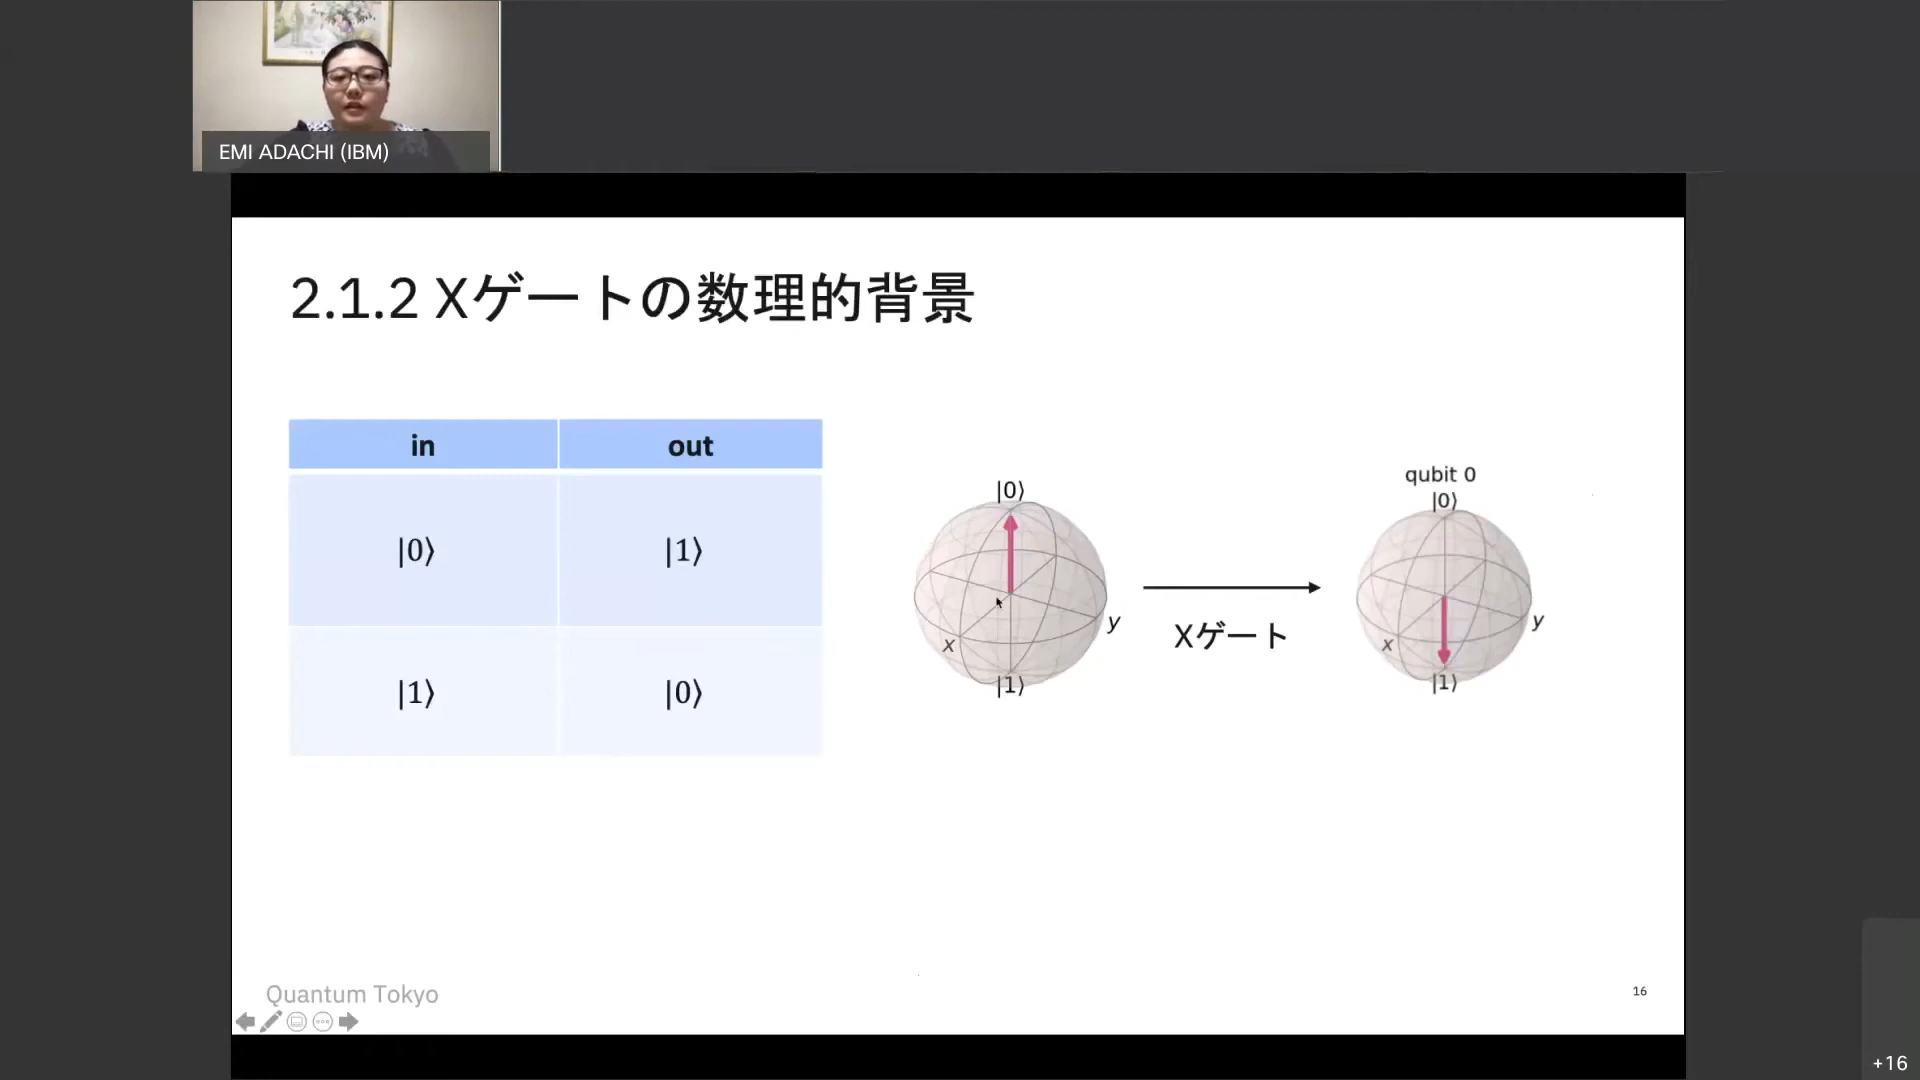 EMI ADACHI (IBM)
2.1.2 Xゲートの数理的背景
in out
|0⟩ |1⟩
|1⟩ |0⟩
|0⟩
x
y
|1⟩
Xゲート
qubit 0
|0⟩
x
y
|1⟩
Quantum Tokyo
16
+16